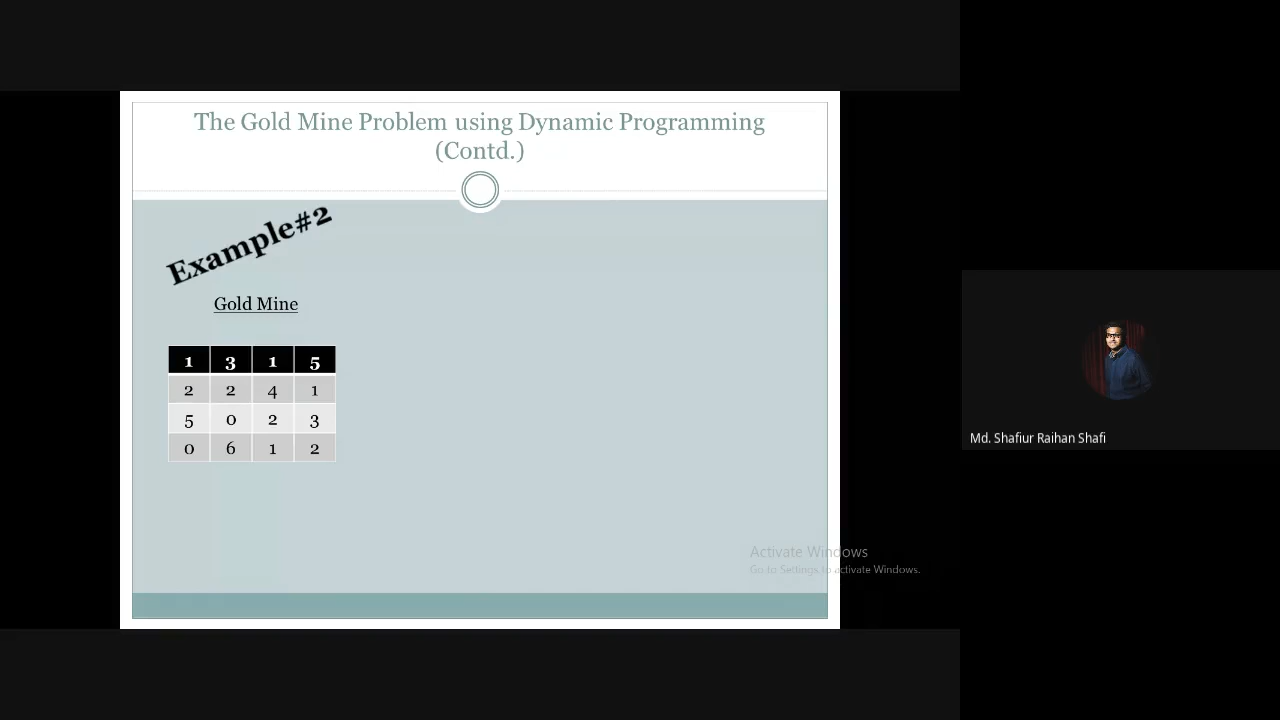 The Gold Mine Problem using Dynamic Programming
(Contd.)
Example#2
Gold Mine
1 3 1 5
2 2 4 1
5 0 2 3
0 6 1 2
Activate Windows
Go to Settings to activate Windows.
Md. Shafiur Raihan Shafi